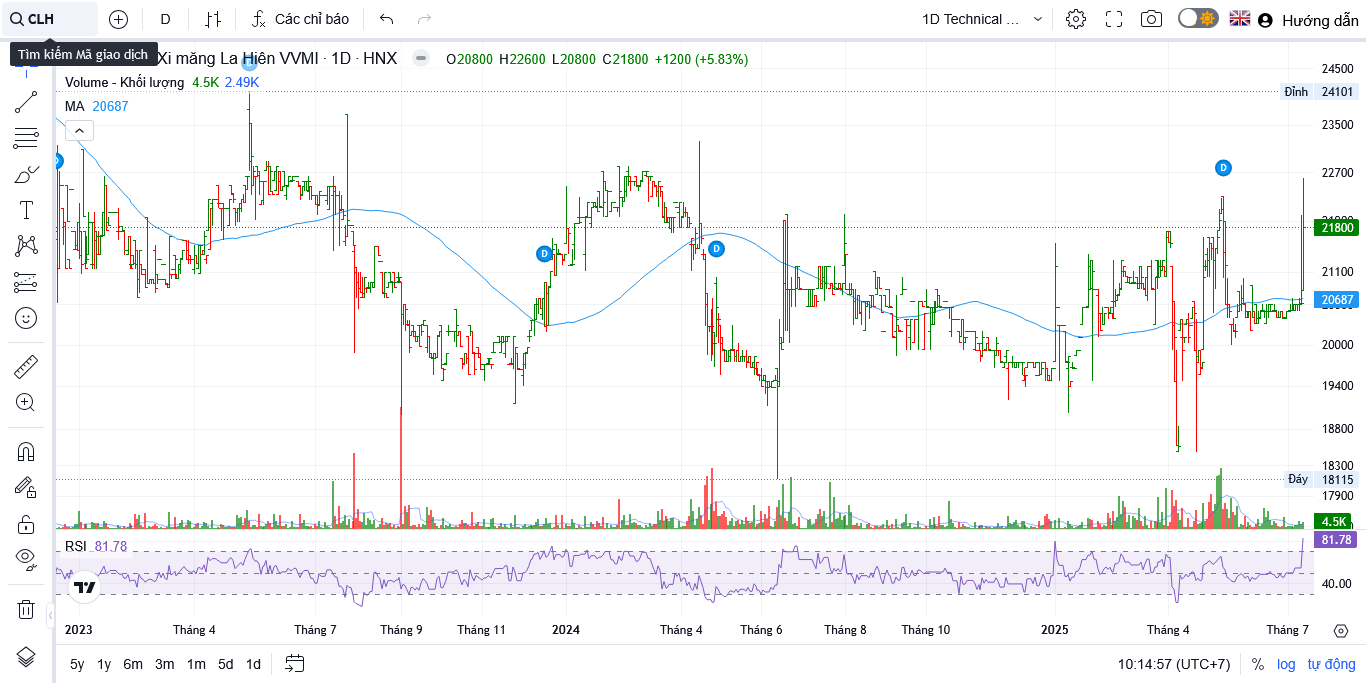 CLH
D
Các chỉ báo
1D Technical ...
Hướng dẫn
Tìm kiếm Mã giao dịch
Xi măng La Hiên VVMI · 1D · HNX
O20800 H22600 L20800 C21800 +1200 (+5.83%)
Volume - Khối lượng 4.5K 2.49K
MA 20687
24500
Đỉnh 24101
23500
D
D
22700
21900
21800
D
D
21100
20687
20000
19400
18800
18300
Đáy 18115
17900
4.5K
RSI 81.78
81.78
40.00
2023 Tháng 4 Tháng 7 Tháng 9 Tháng 11 2024 Tháng 4 Tháng 6 Tháng 8 Tháng 10 2025 Tháng 4 Tháng 7
5y 1y 6m 3m 1m 5d 1d
10:14:57 (UTC+7) % log tự động